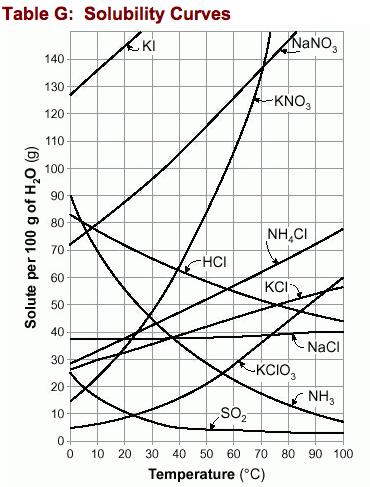 Table G: Solubility Curves
KI
NaNO3
KNO3
NH4Cl
HCl
KCl
NaCl
KClO3
NH3
SO2
140
130
120
110
100
90
80
70
60
50
40
30
20
10
0
Solute per 100 g of H2O (g)
0 10 20 30 40 50 60 70 80 90 100
Temperature (°C)